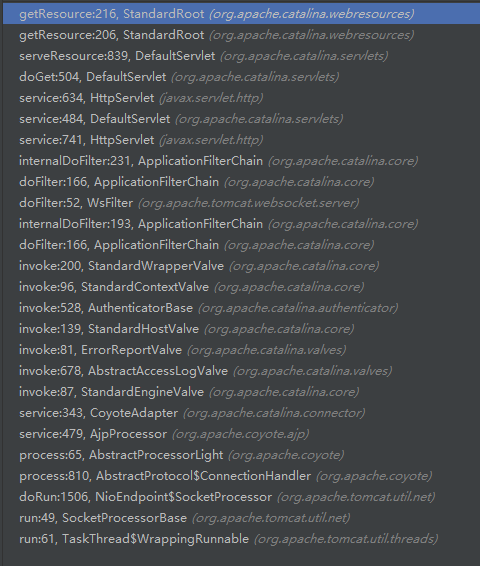 getResource:216, StandardRoot (org.apache.catalina.webresources)
getResource:206, StandardRoot (org.apache.catalina.webresources)
serveResource:839, DefaultServlet (org.apache.catalina.servlets)
doGet:504, DefaultServlet (org.apache.catalina.servlets)
service:634, HttpServlet (javax.servlet.http)
service:484, DefaultServlet (org.apache.catalina.servlets)
service:741, HttpServlet (javax.servlet.http)
internalDoFilter:231, ApplicationFilterChain (org.apache.catalina.core)
doFilter:166, ApplicationFilterChain (org.apache.catalina.core)
doFilter:52, WsFilter (org.apache.tomcat.websocket.server)
internalDoFilter:193, ApplicationFilterChain (org.apache.catalina.core)
doFilter:166, ApplicationFilterChain (org.apache.catalina.core)
invoke:200, StandardWrapperValve (org.apache.catalina.core)
invoke:96, StandardContextValve (org.apache.catalina.core)
invoke:528, AuthenticatorBase (org.apache.catalina.authenticator)
invoke:139, StandardHostValve (org.apache.catalina.core)
invoke:81, ErrorReportValve (org.apache.catalina.valves)
invoke:678, AbstractAccessLogValve (org.apache.catalina.valves)
invoke:87, StandardEngineValve (org.apache.catalina.core)
service:343, CoyoteAdapter (org.apache.catalina.connector)
service:479, AjpProcessor (org.apache.coyote.ajp)
process:65, AbstractProcessorLight (org.apache.coyote)
process:810, AbstractProtocol$ConnectionHandler (org.apache.coyote)
doRun:1506, NioEndpoint$SocketProcessor (org.apache.tomcat.util.net)
run:49, SocketProcessorBase (org.apache.tomcat.util.net)
run:61, TaskThread$WrappingRunnable (org.apache.tomcat.util.threads)